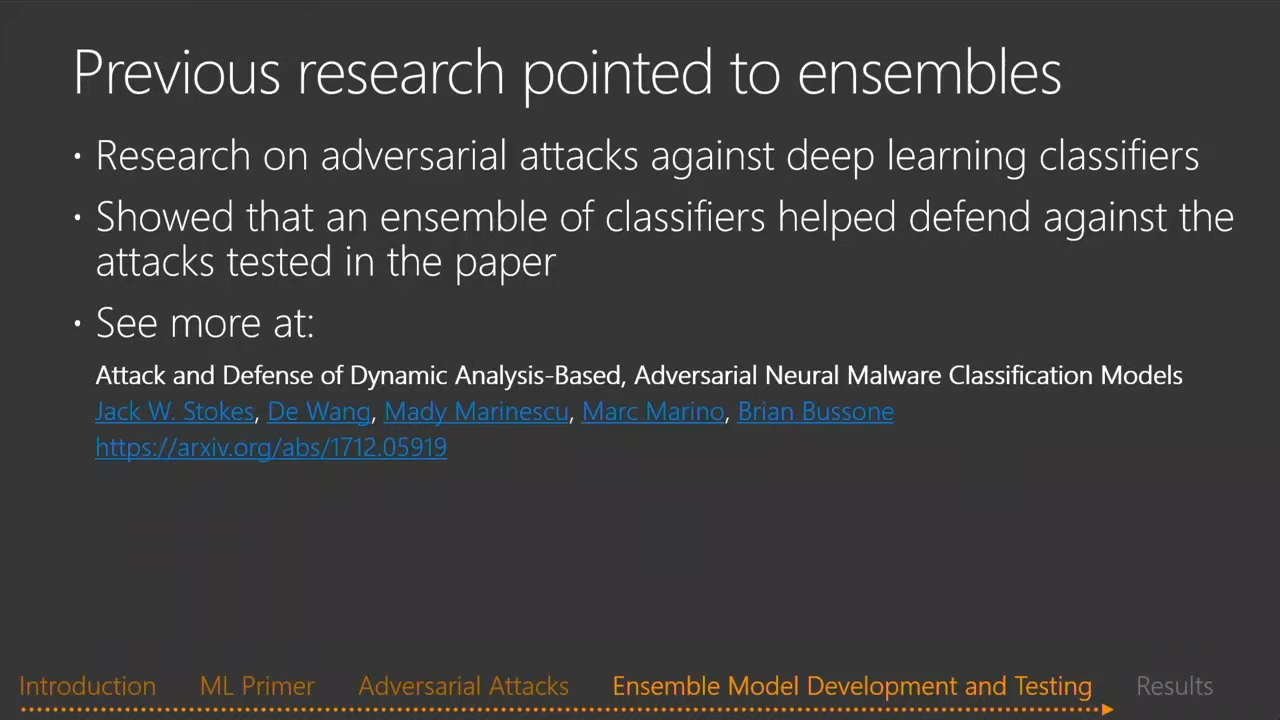 Previous research pointed to ensembles
• Research on adversarial attacks against deep learning classifiers
• Showed that an ensemble of classifiers helped defend against the
attacks tested in the paper
• See more at:
Attack and Defense of Dynamic Analysis-Based, Adversarial Neural Malware Classification Models
Jack W. Stokes, De Wang, Mady Marinescu, Marc Marino, Brian Bussone
https://arxiv.org/abs/1712.05919
Introduction ML Primer Adversarial Attacks Ensemble Model Development and Testing Results